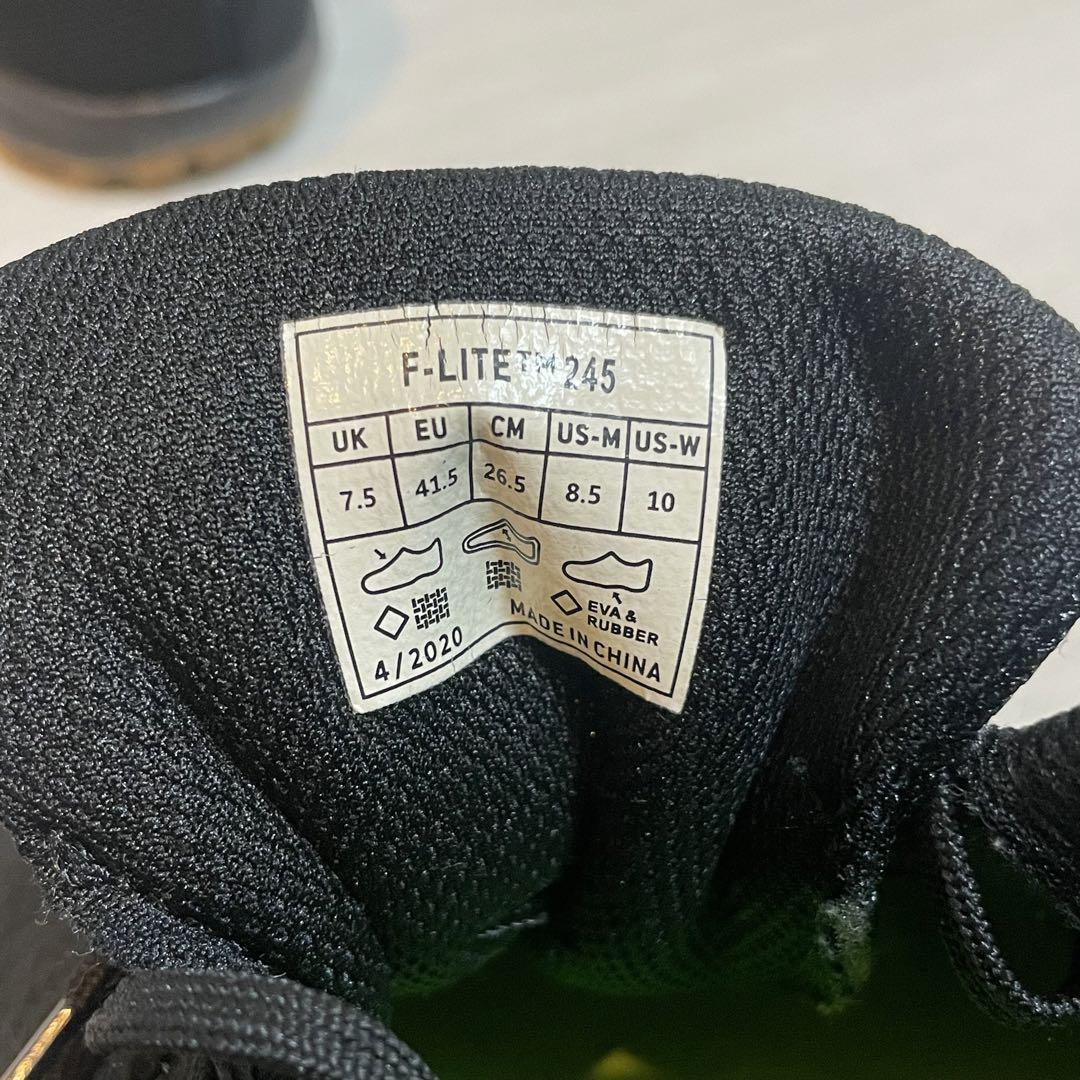 F-LITE™ 245
UK EU CM US-M US-W
7.5 41.5 26.5 8.5 10
EVA &
RUBBER
4/2020 MADE IN CHINA